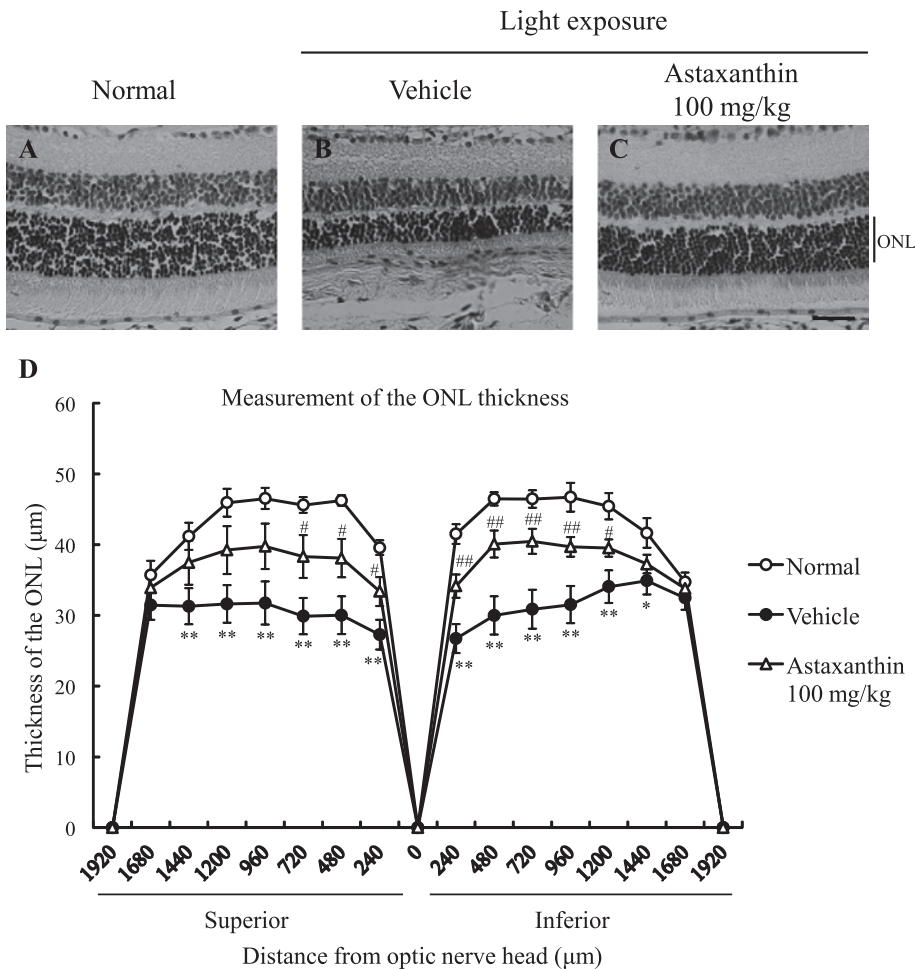 Light exposure
Normal
Vehicle
Astaxanthin
100 mg/kg
A
B
C
ONL
D
Measurement of the ONL thickness
Thickness of the ONL (μm)
60
50
40
30
20
10
0
# # #
## ## ## ## #
** ** ** ** ** **
** ** ** ** ** *
Normal
Vehicle
Astaxanthin
100 mg/kg
1920 1680 1440 1200 960 720 480 240 0 240 480 720 960 1200 1440 1680 1920
Superior
Inferior
Distance from optic nerve head (μm)